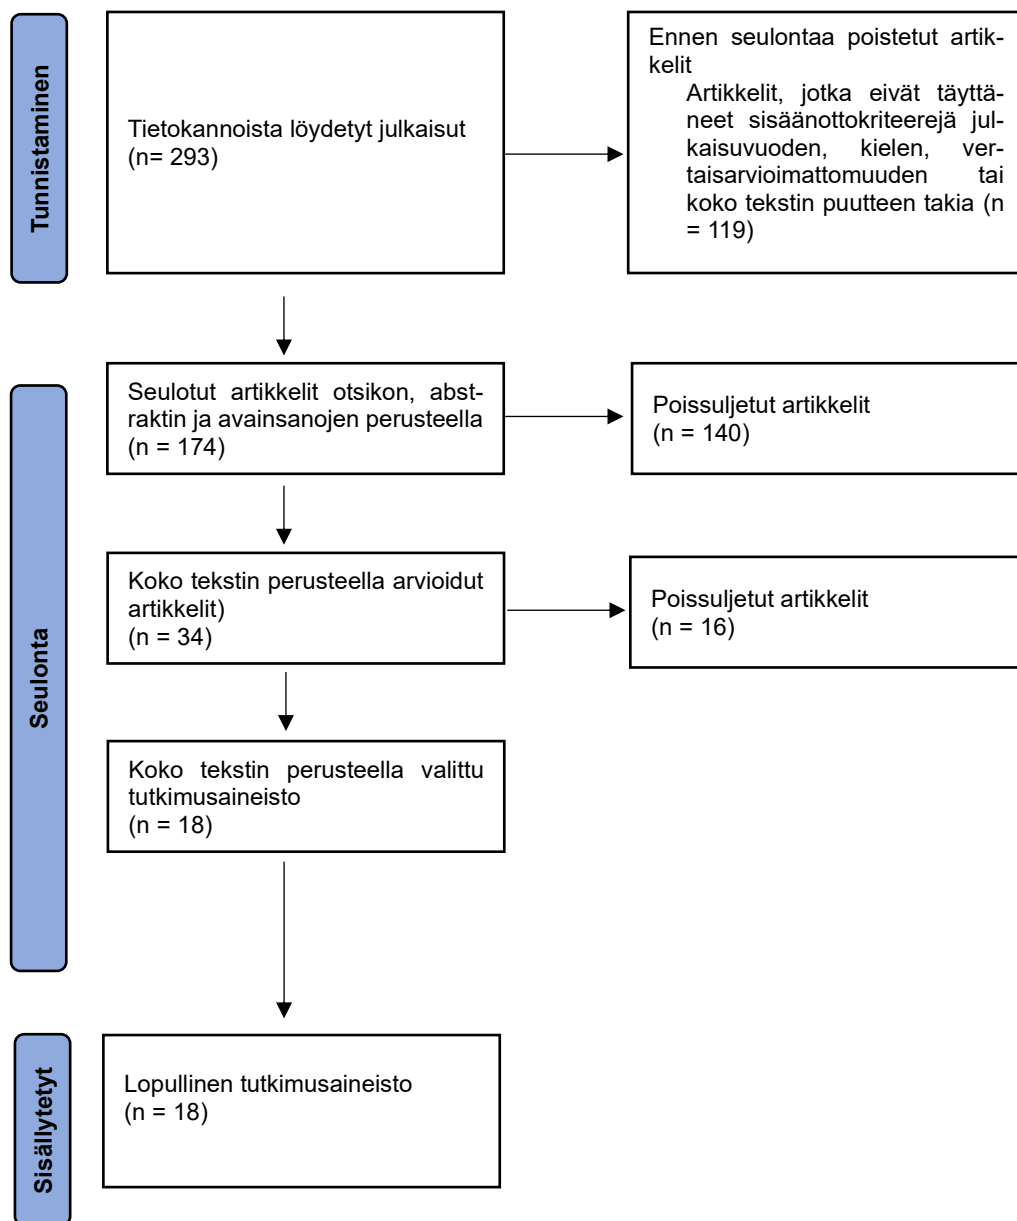 Tunnistaminen
Tietokannoista löydetyt julkaisut
(n= 293)
Ennen seulontaa poistetut artik-
kelit
Artikkelit, jotka eivät täyttä-
neet sisäänottokriteerejä jul-
kaisuvuoden, kielen, ver-
taisarvioimattomuuden tai
koko tekstin puutteen takia (n
= 119)
Seulonta
Seulotut artikkelit otsikon, abst-
raktin ja avainsanojen perusteella
(n = 174)
Poissuljetut artikkelit
(n = 140)
Koko tekstin perusteella arvioidut
artikkelit)
(n = 34)
Poissuljetut artikkelit
(n = 16)
Koko tekstin perusteella valittu
tutkimusaineisto
(n = 18)
Sisällytetyt
Lopullinen tutkimusaineisto
(n = 18)